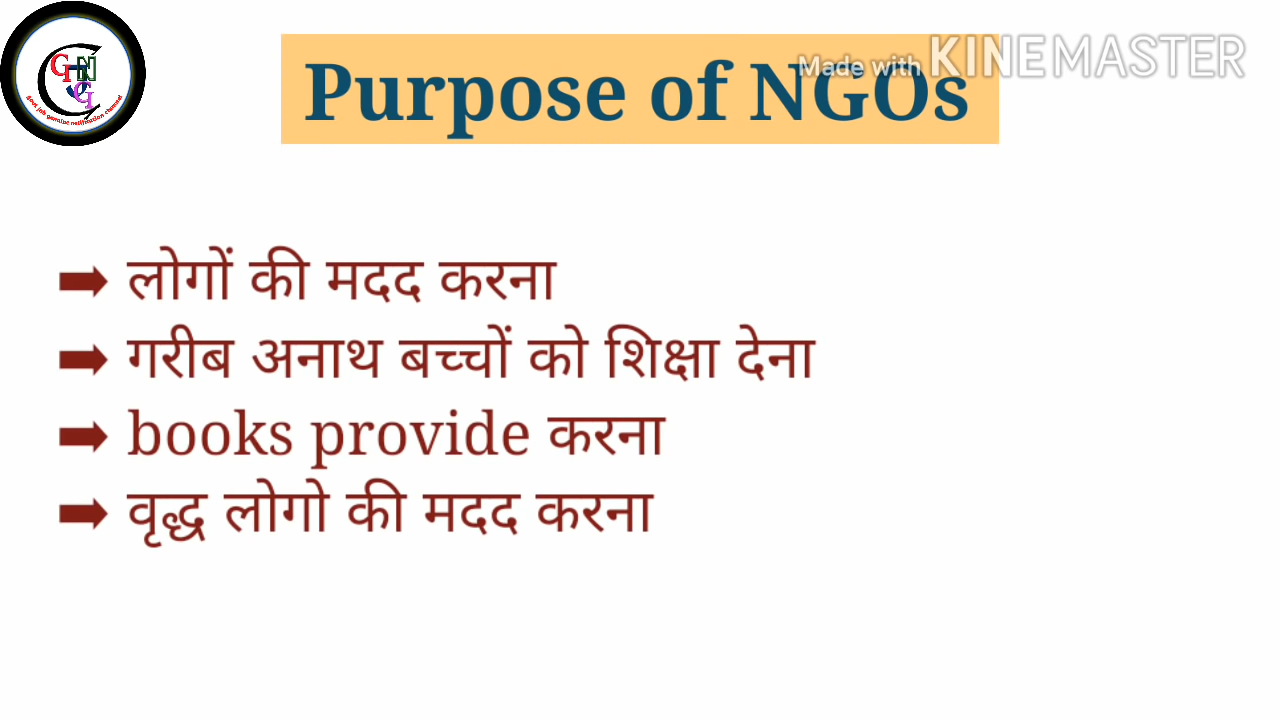 Purpose of NGOs
Made with KINEMASTER
➡ लोगों की मदद करना
➡ गरीब अनाथ बच्चों को शिक्षा देना
➡ books provide करना
➡ वृद्ध लोगो की मदद करना